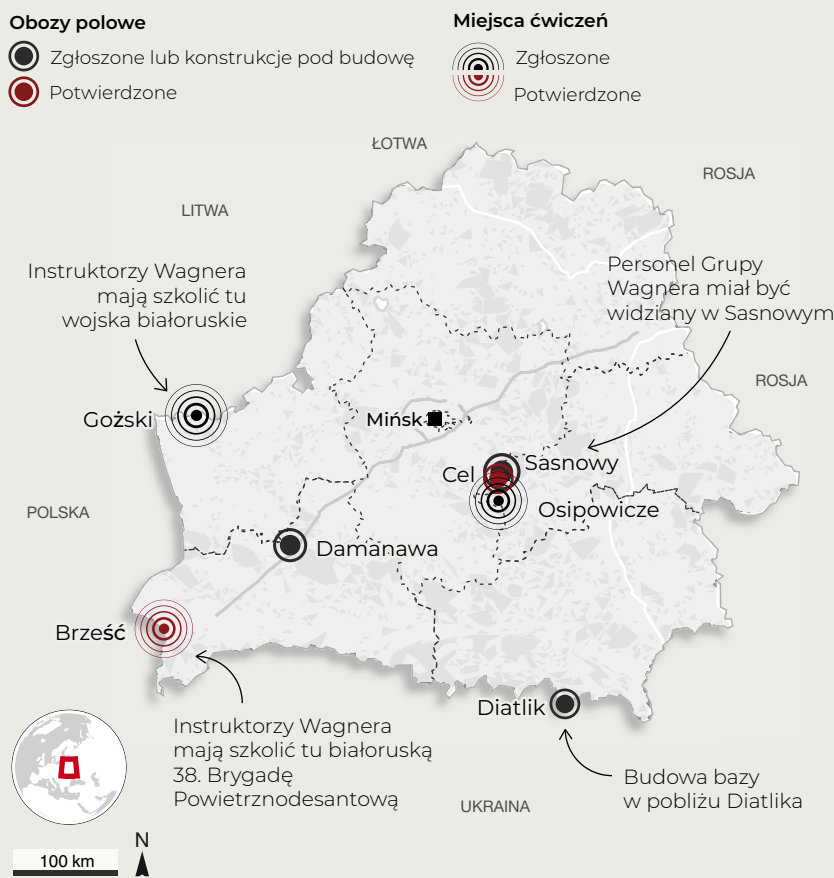 Obozy polowe
Zgłoszone lub konstrukcje pod budowę
Potwierdzone
Miejsca ćwiczeń
Zgłoszone
Potwierdzone
ŁOTWA
ROSJA
LITWA
Instruktorzy Wagnera
mają szkolić tu
wojska białoruskie
Personel Grupy
Wagnera miał być
widziany w Sasnowym
ROSJA
Gożski
Mińsk
Sasnowy
Cel
Osipowicze
POLSKA
Damanawa
Brześć
Diatlik
Instruktorzy Wagnera
mają szkolić tu białoruską
38. Brygadę
Powietrznodesantową
Budowa bazy
w pobliżu Diatlika
UKRAINA
N
100 km